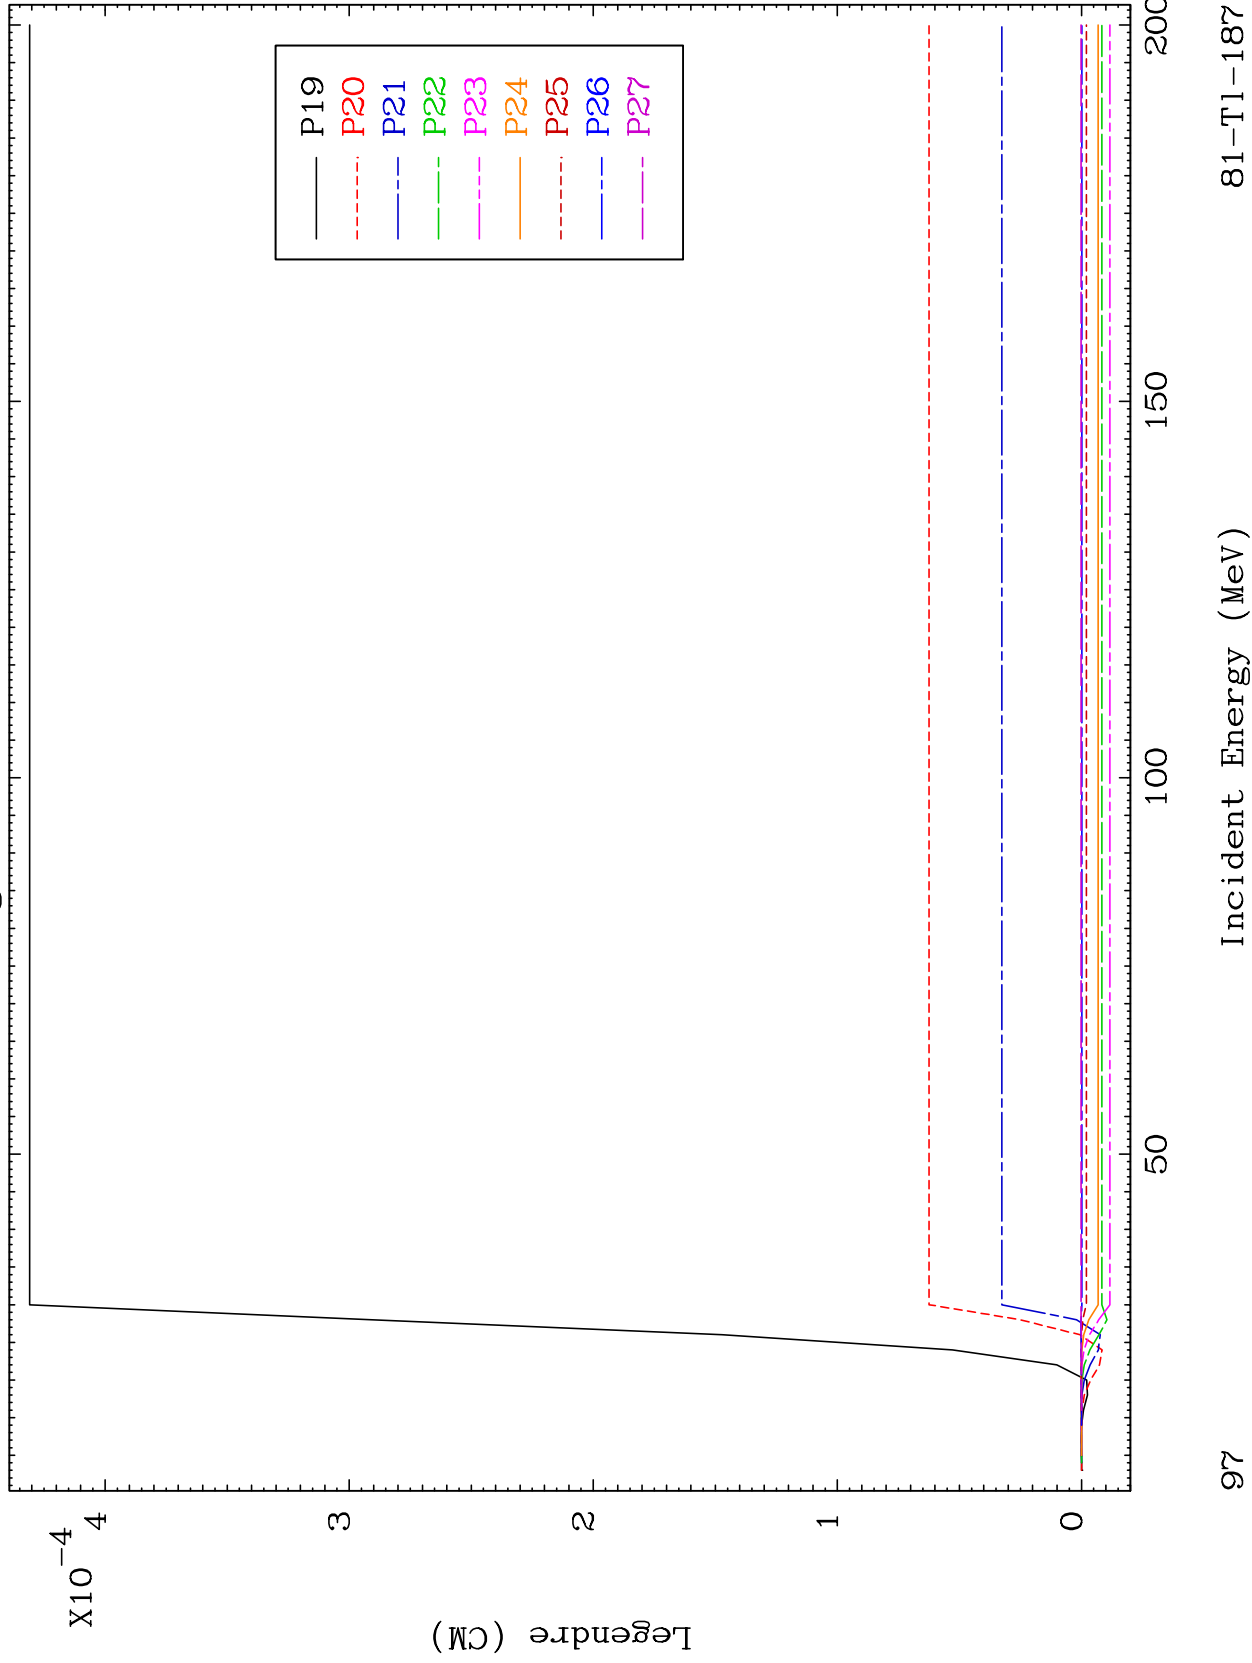 X10-4
4
3
2
1
0
Legendre (CM)
P19
P20
P21
P22
P23
P24
P25
P26
P27
50
100
150
200
Incident Energy (MeV)
97
81-Tl-187